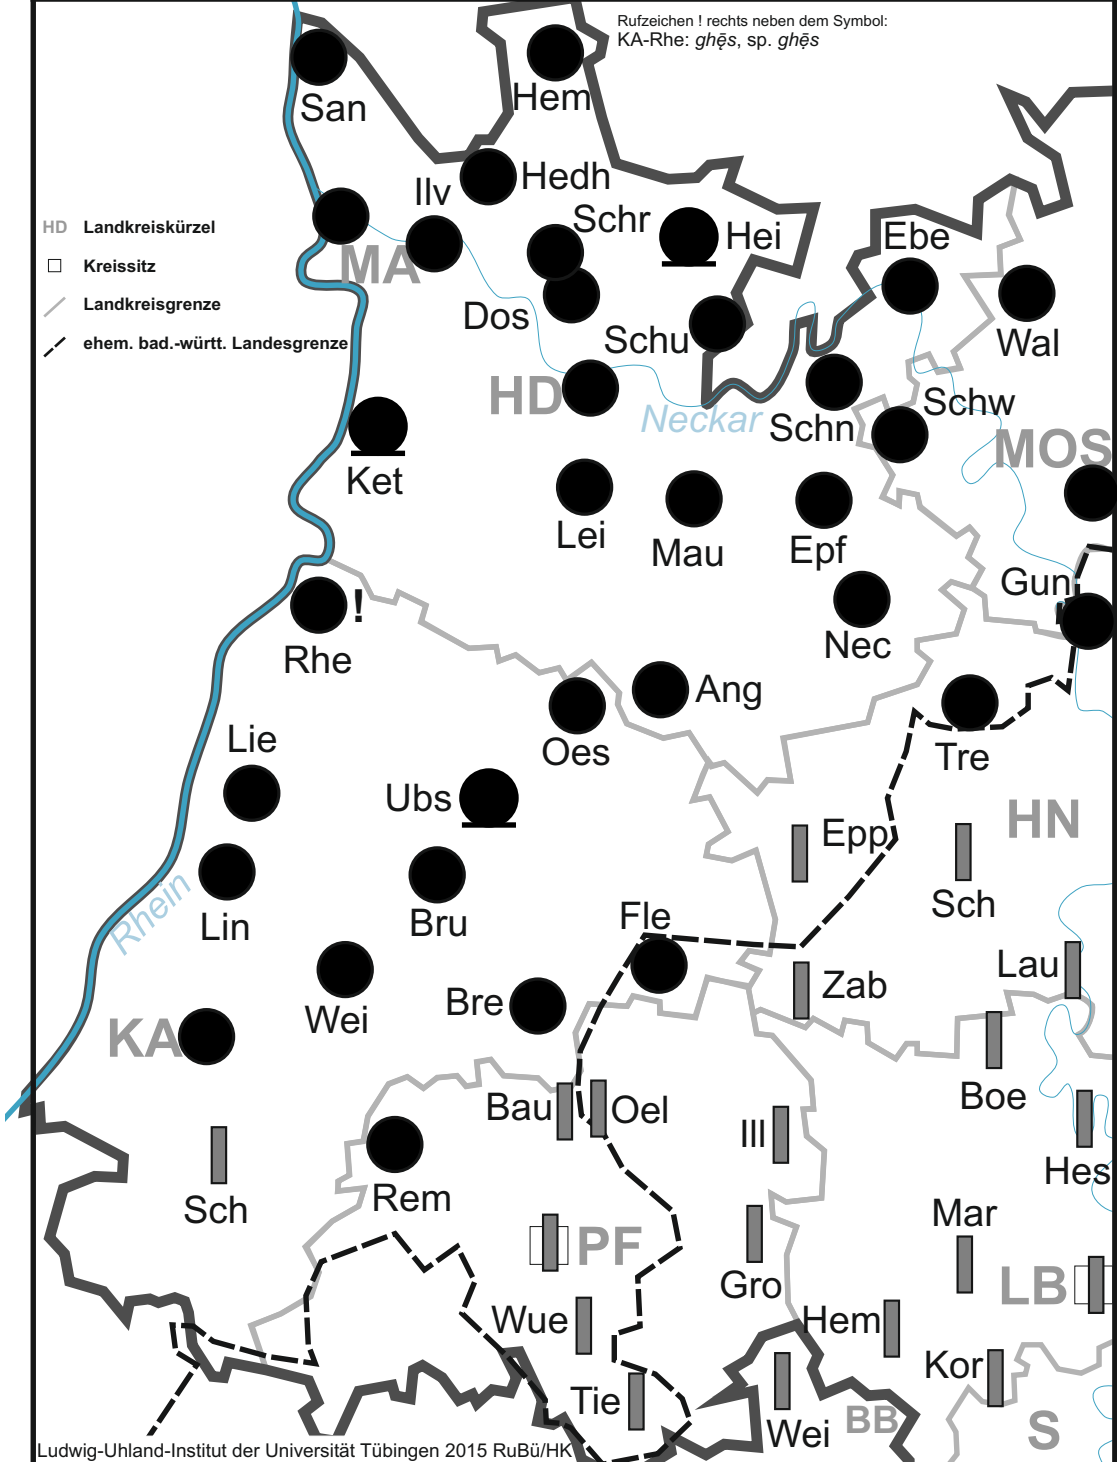 Rufzeichen ! rechts neben dem Symbol:
KA-Rhe: ghẹ̄s, sp. ghẹ̄s
San
Hem
Hedh
Ilv
Schr
Hei
Ebe
HD Landkreiskürzel
MA
Kreissitz
Landkreisgrenze
Dos
Wal
Schu
ehem. bad.-württ. Landesgrenze
HD
Neckar
Schn
Schw
MOS
Ket
Lei
Mau
Epf
Gun
!
Rhe
Nec
Ang
Lie
Oes
Tre
Ubs
HN
Epp
Rhein
Lin
Bru
Fle
Sch
Lau
Wei
Bre
Zab
KA
Boe
Bau
Oel
Ill
Hes
Sch
Rem
Mar
PF
Gro
LB
Wue
Hem
Kor
Tie
Wei
BB
S
Ludwig-Uhland-Institut der Universität Tübingen 2015 RuBü/HK